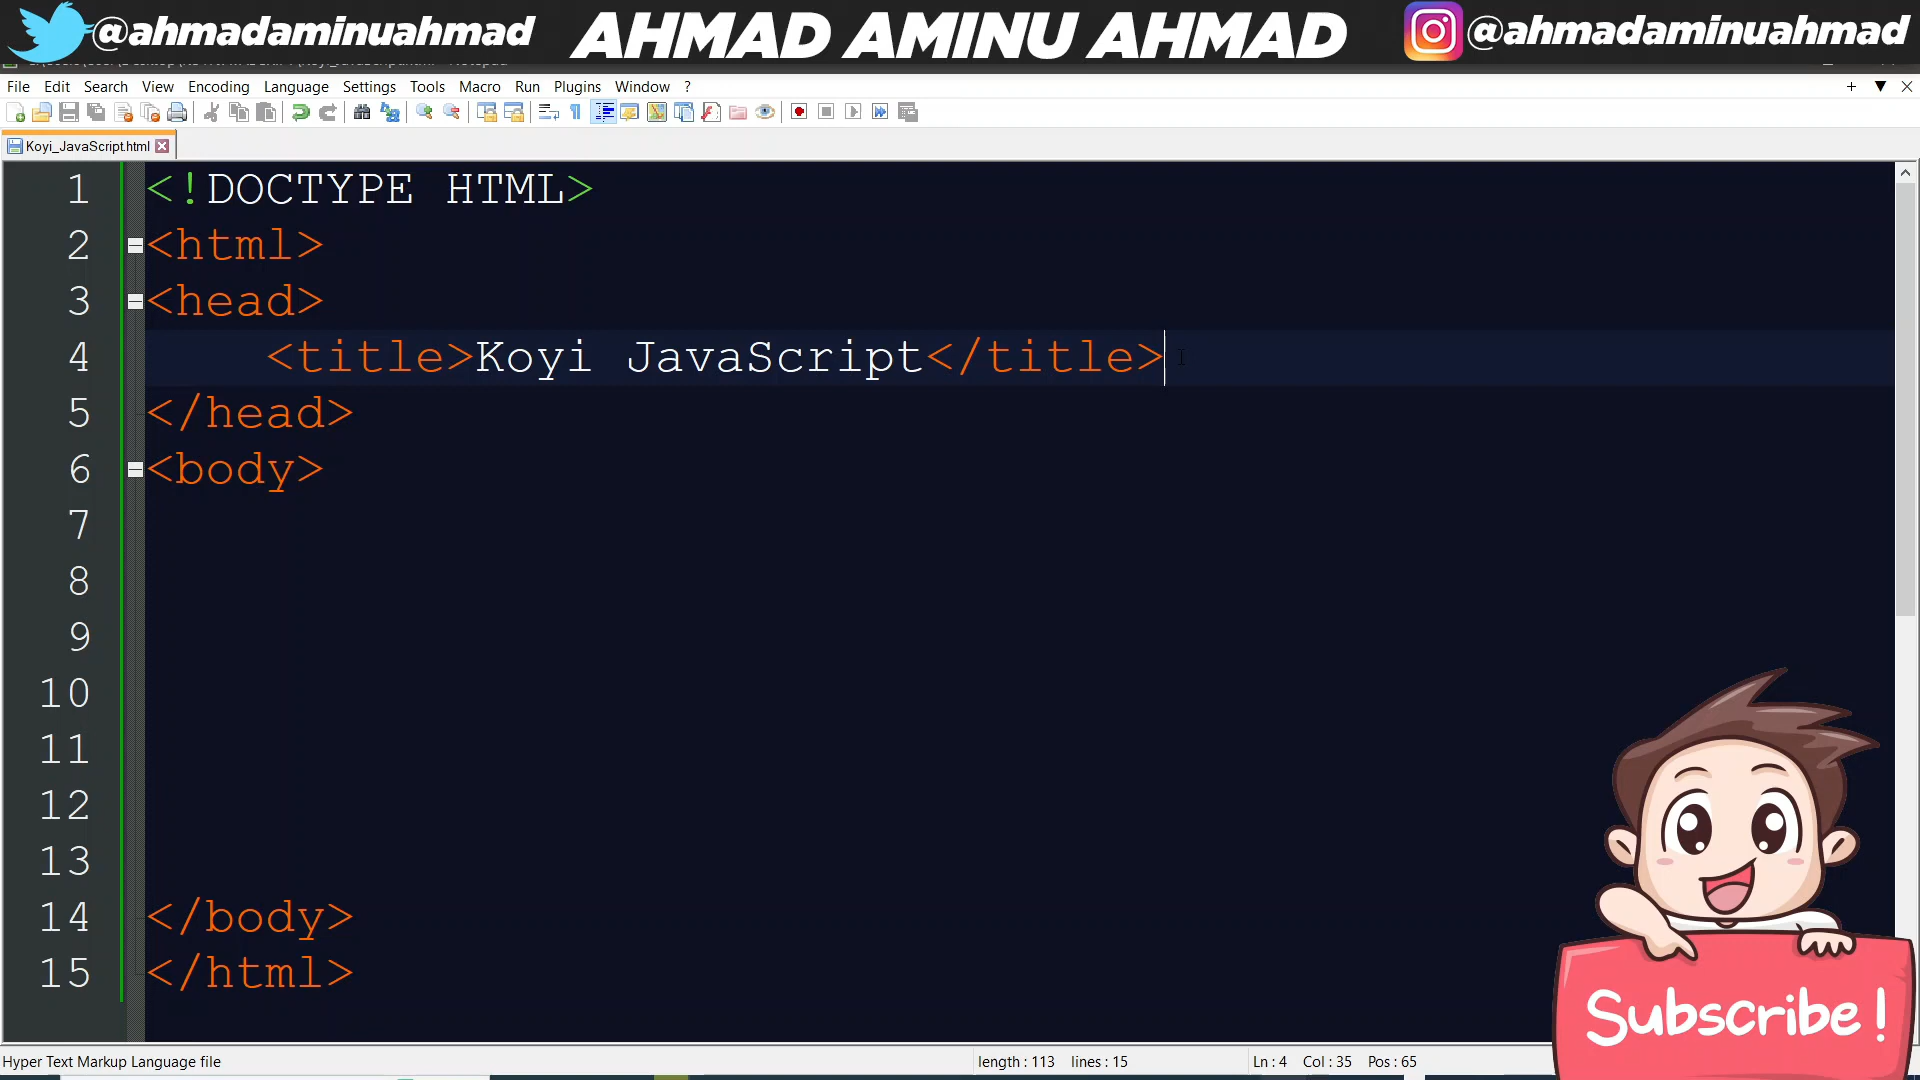 @ahmadaminuahmad AHMAD AMINU AHMAD @ahmadaminuahmad
File Edit Search View Encoding Language Settings Tools Macro Run Plugins Window ?
Koyi_JavaScript.html
1 <!DOCTYPE HTML>
2 <html>
3 <head>
4 <title>Koyi JavaScript</title>
5 </head>
6 <body>
7
8
9
10
11
12
13
14 </body>
15 </html>
Subscribe!
Hyper Text Markup Language file length : 113 lines : 15 Ln : 4 Col : 35 Pos : 65